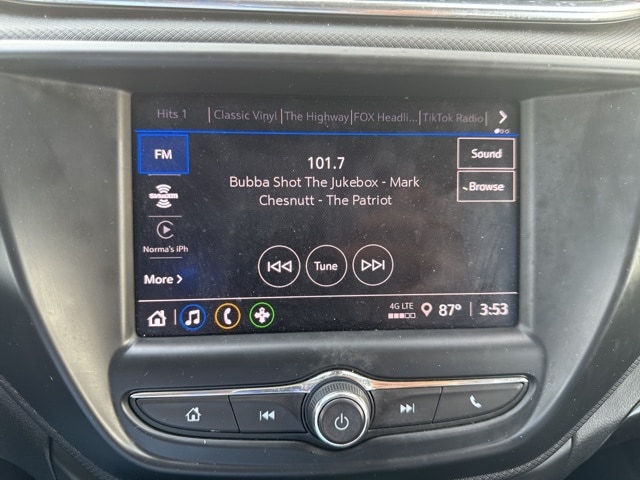 Hits 1 | Classic Vinyl | The Highway | FOX Headli... | TikTok Radio
FM
101.7
Sound
Bubba Shot The Jukebox - Mark
Chesnutt - The Patriot
Browse
Norma's iPh
Tune
More
4G LTE
87° 3:53